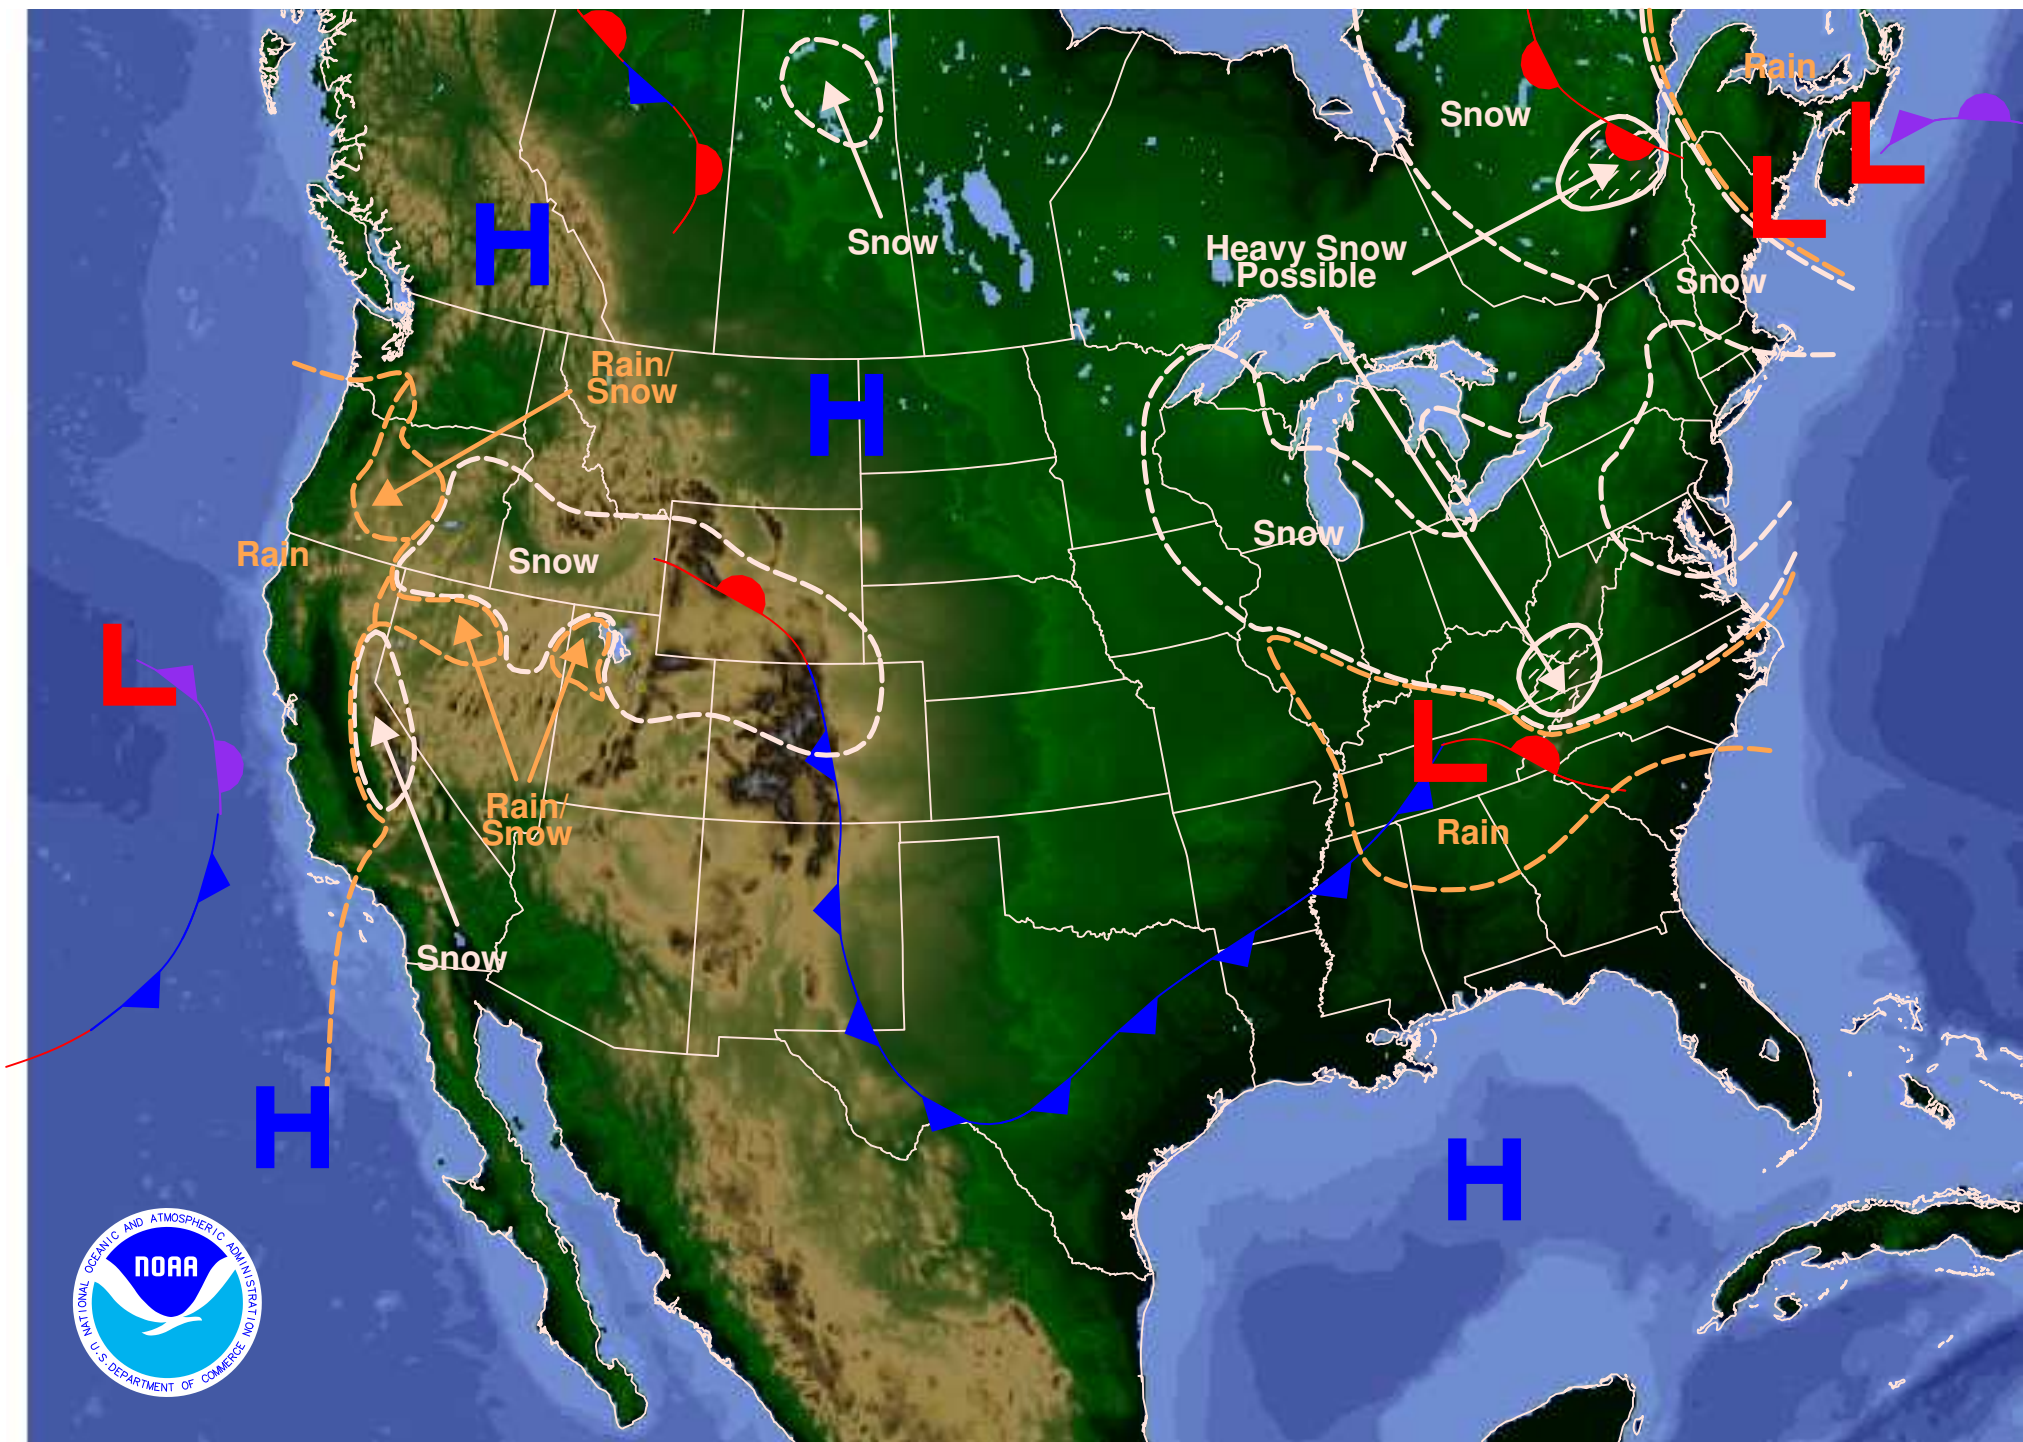 Rain
L
Snow
L
H
Snow
Heavy Snow
Possible
Snow
Rain/
Snow
H
Snow
Rain
Snow
L
L
Rain/
Snow
Rain
Snow
H
H
NOAA
NATIONAL OCEANIC AND ATMOSPHERIC ADMINISTRATION
U.S. DEPARTMENT OF COMMERCE